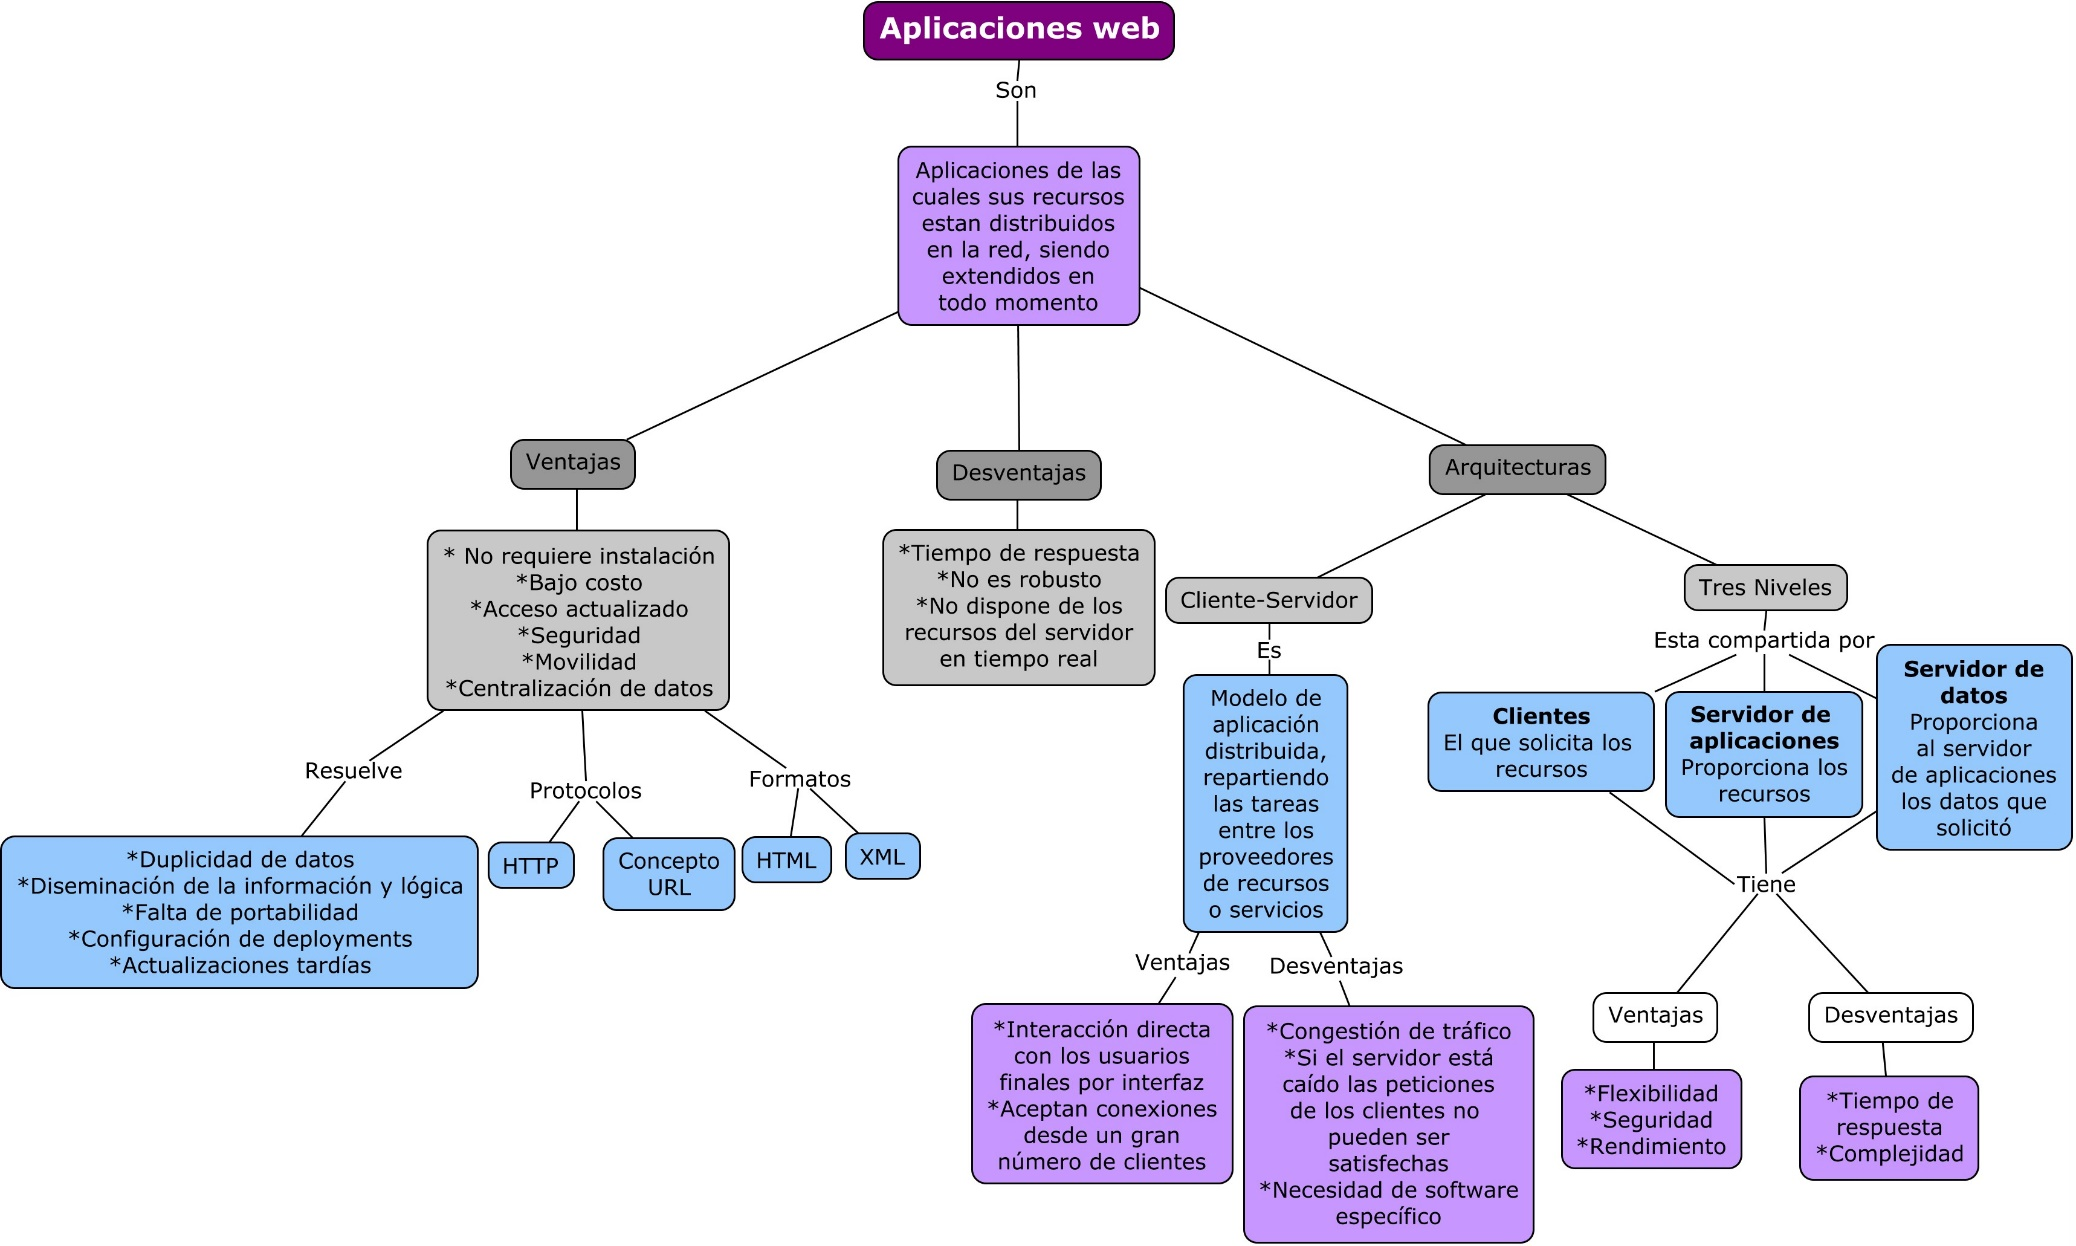 Aplicaciones web
Son
Aplicaciones de las
cuales sus recursos
estan distribuidos
en la red, siendo
extendidos en
todo momento
Ventajas
* No requiere instalación
*Bajo costo
*Acceso actualizado
*Seguridad
*Movilidad
*Centralización de datos
Resuelve
*Duplicidad de datos
*Diseminación de la información y lógica
*Falta de portabilidad
*Configuración de deployments
*Actualizaciones tardías
Protocolos
HTTP
Concepto
URL
Formatos
HTML
XML
Desventajas
*Tiempo de respuesta
*No es robusto
*No dispone de los
recursos del servidor
en tiempo real
Arquitecturas
Cliente-Servidor
Es
Modelo de
aplicación
distribuida,
repartiendo
las tareas
entre los
proveedores
de recursos
o servicios
Ventajas
*Interacción directa
con los usuarios
finales por interfaz
*Aceptan conexiones
desde un gran
número de clientes
Desventajas
*Congestión de tráfico
*Si el servidor está
caído las peticiones
de los clientes no
pueden ser
satisfechas
*Necesidad de software
específico
Tres Niveles
Esta compartida por
Clientes
El que solicita los
recursos
Servidor de
aplicaciones
Proporciona los
recursos
Servidor de
datos
Proporciona
al servidor
de aplicaciones
los datos que
solicitó
Tiene
Ventajas
*Flexibilidad
*Seguridad
*Rendimiento
Desventajas
*Tiempo de
respuesta
*Complejidad